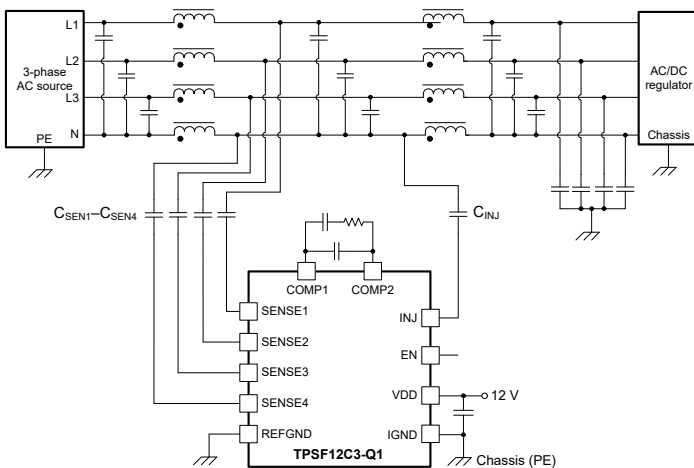 L1
L2
3-phase
AC source
L3
N
PE
AC/DC
regulator
Chassis
CSEN1–CSEN4
CINJ
COMP1
COMP2
SENSE1
INJ
SENSE2
EN
SENSE3
VDD
12 V
SENSE4
REFGND
IGND
TPSF12C3-Q1
Chassis (PE)